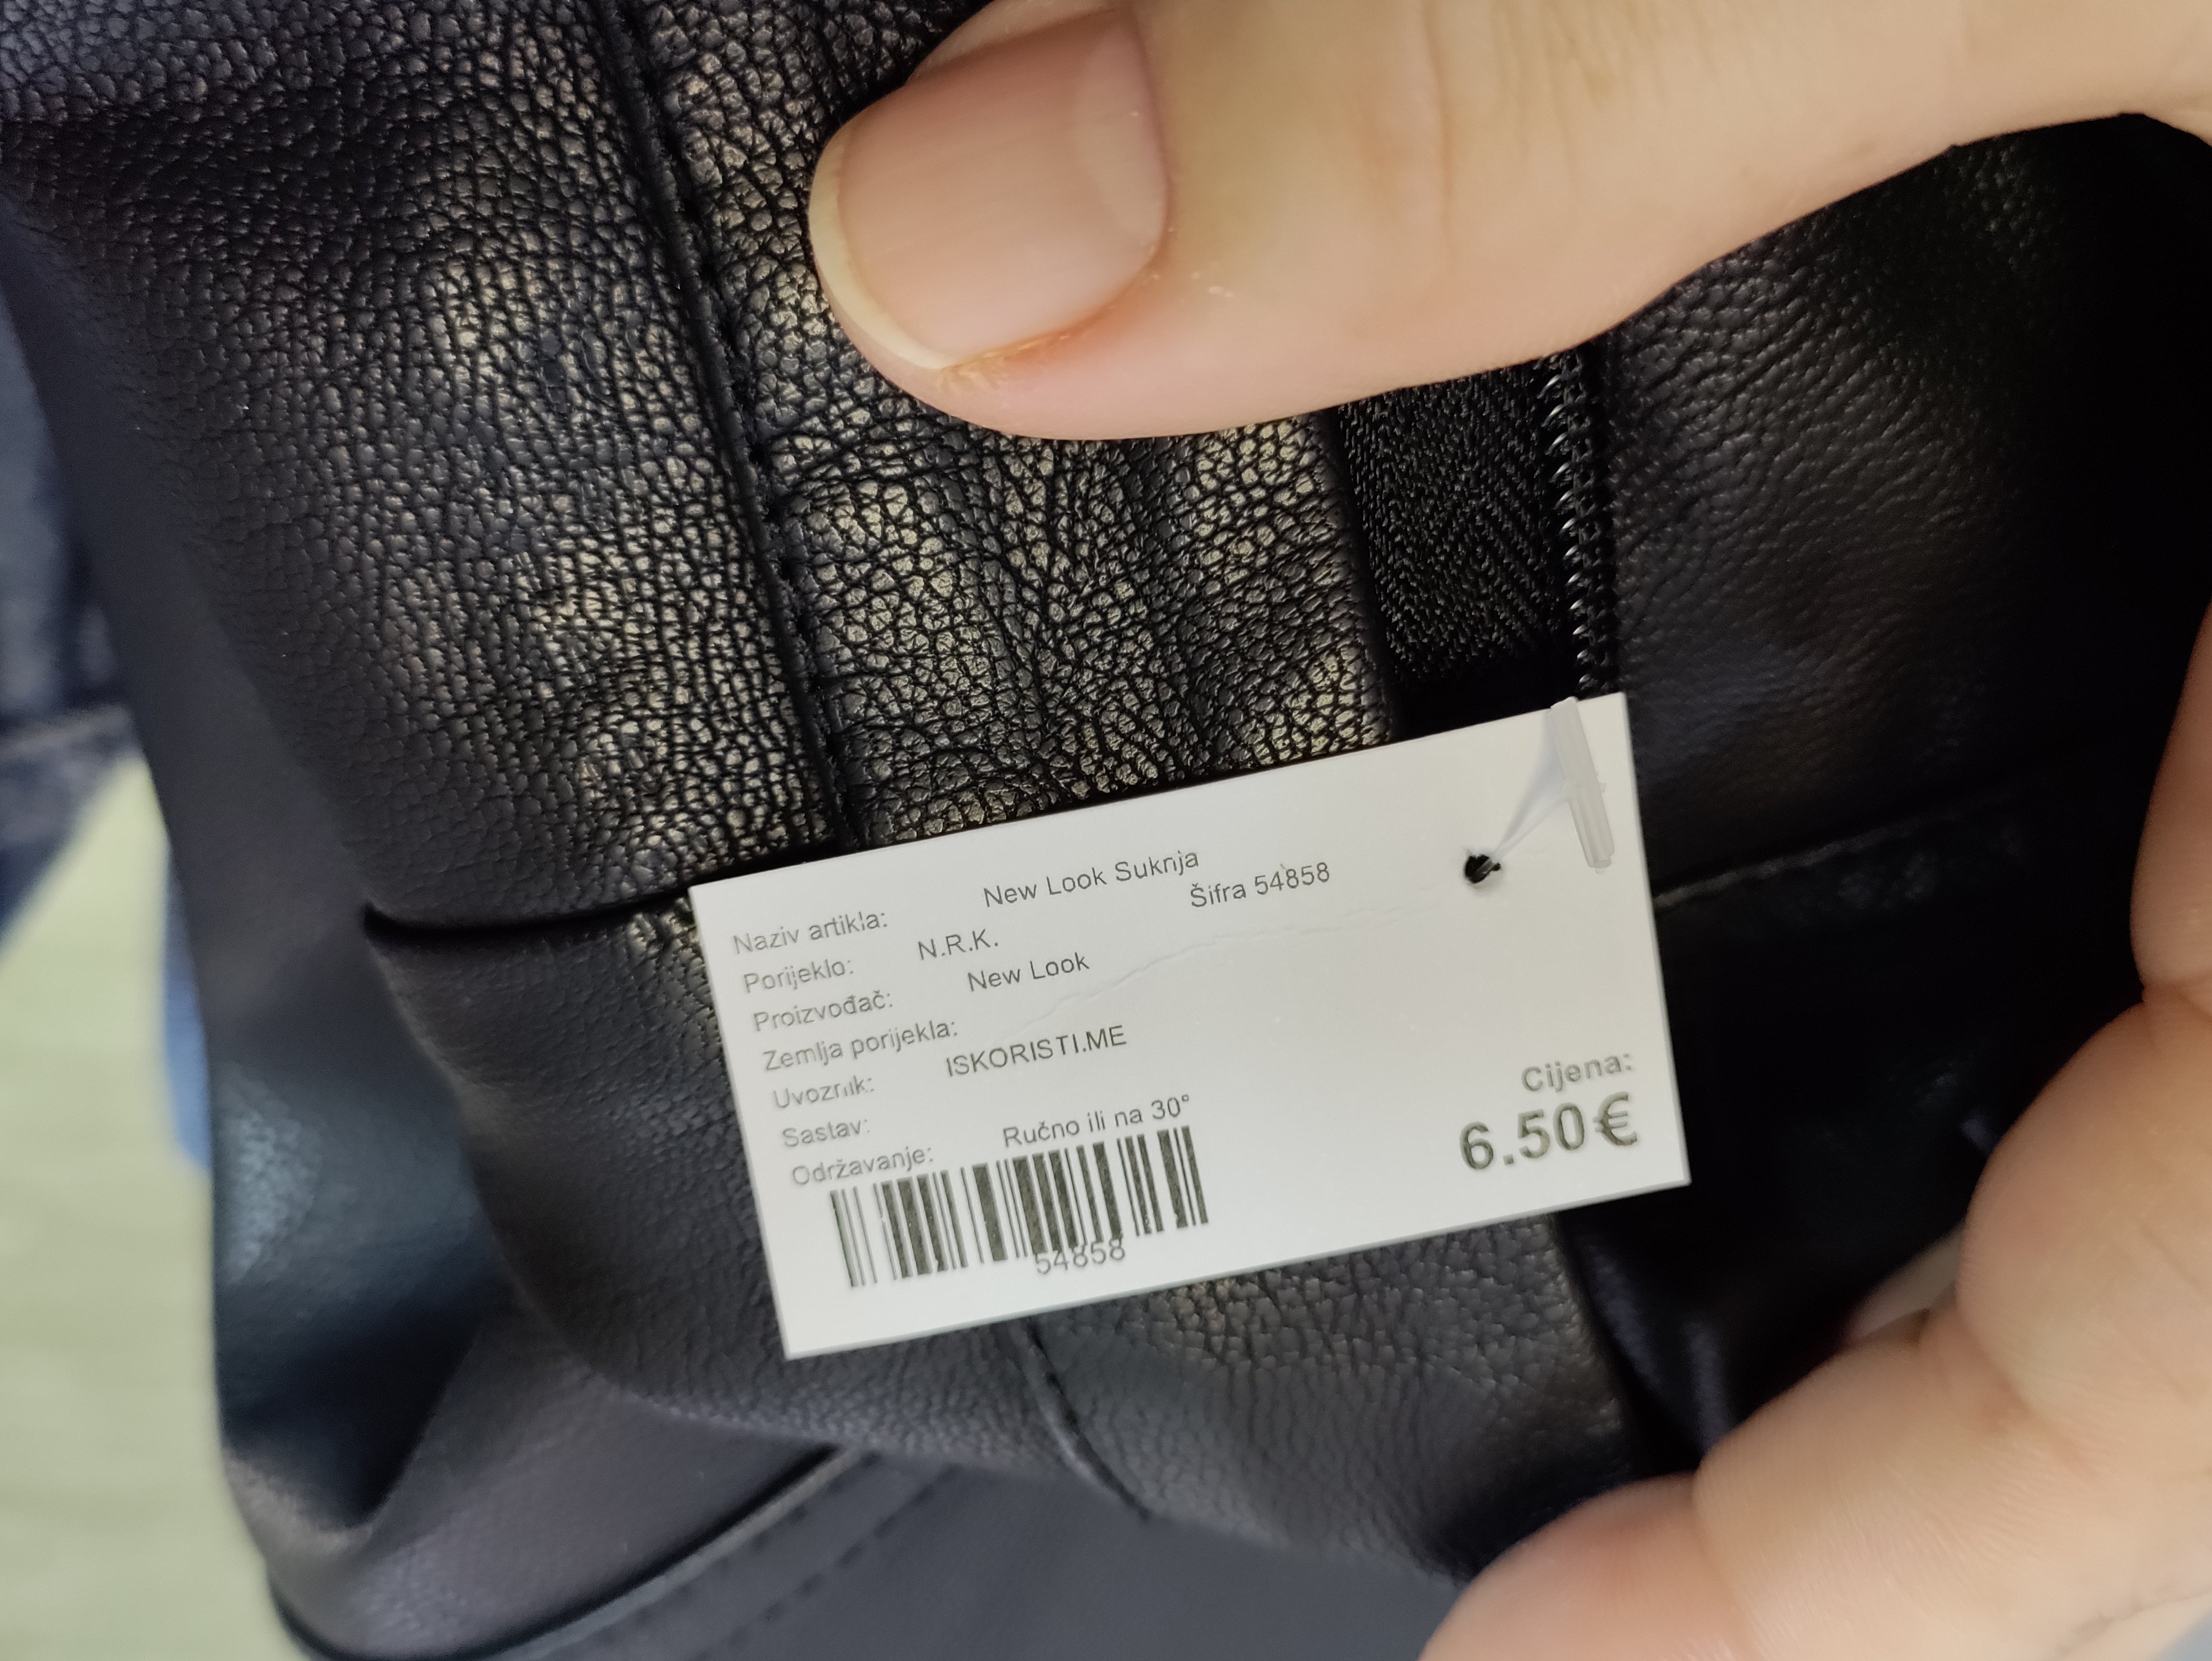 Naziv artikla: New Look Suknja
Porijeklo: N.R.K. Šifra 54858
Proizvođač: New Look
Zemlja porijekla:
Uvoznik: ISKORISTI.ME
Sastav:
Održavanje: Ručno ili na 30°
54858
Cijena:
6.50€